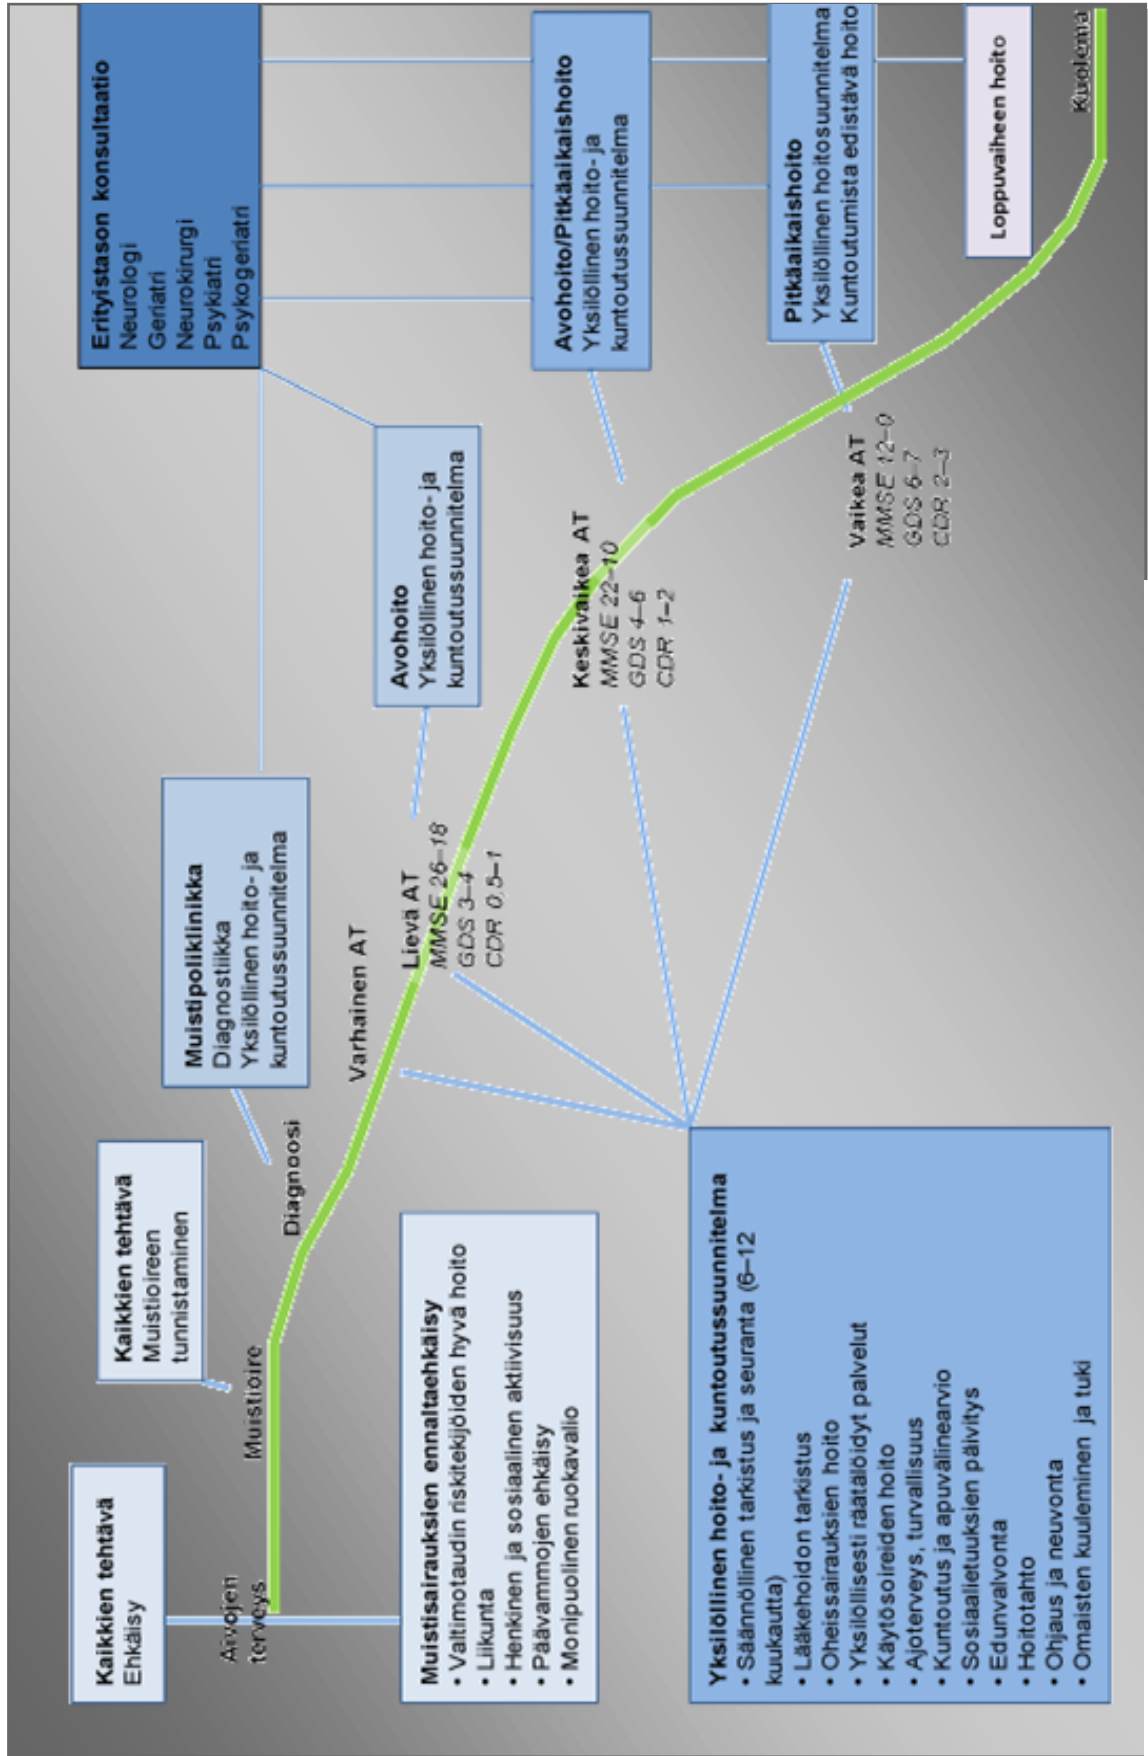 Kaikkien tehtävä
Ehkäisy
Kaikkien tehtävä
Muistioireen
tunnistaminen
Muistipoliklinikka
Diagnostiikka
Yksilöllinen hoito- ja
kuntoutussuunnitelma
Erityistason konsultaatio
Neurologi
Geriatri
Neurokirurgi
Psykiatri
Psykogeriatri
Aivojen
terveys
Muistioire
Diagnoosi
Varhainen AT
Lievä AT
MMSE 26–18
GDS 3–4
CDR 0,5–1
Avohoito
Yksilöllinen hoito- ja
kuntoutussuunnitelma
Keskivaikea AT
MMSE 22–10
GDS 4–6
CDR 1–2
Avohoito/Pitkäaikaishoito
Yksilöllinen hoito- ja
kuntoutussuunnitelma
Vaikea AT
MMSE 12–0
GDS 6–7
CDR 2–3
Pitkäaikaishoito
Yksilöllinen hoitosuunnitelma
Kuntoutumista edistävä hoito
Loppuvaiheen hoito
Kuolema
Muistisairauksien ennaltaehkäisy
• Valtimotaudin riskitekijöiden hyvä hoito
• Liikunta
• Henkinen ja sosiaalinen aktiivisuus
• Päävammojen ehkäisy
• Monipuolinen ruokavalio
Yksilöllinen hoito- ja kuntoutussuunnitelma
• Säännöllinen tarkistus ja seuranta (6–12
kuukautta)
• Lääkehoidon tarkistus
• Oheissairauksien hoito
• Yksilöllisesti räätälöidyt palvelut
• Käytösoireiden hoito
• Ajoterveys, turvallisuus
• Kuntoutus ja apuvälinearvio
• Sosiaalietuuksien päivitys
• Edunvalvonta
• Hoitotahto
• Ohjaus ja neuvonta
• Omaisten kuuleminen ja tuki